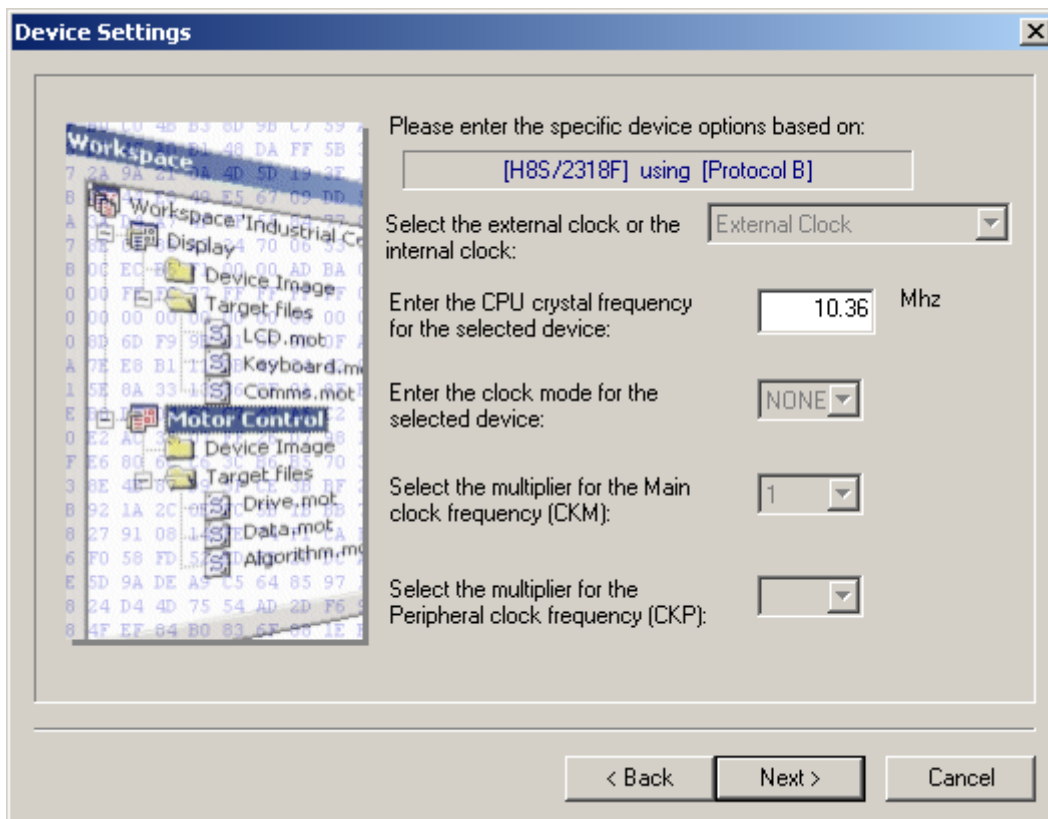 Device Settings
Please enter the specific device options based on:
[H8S/2318F] using [Protocol B]
Select the external clock or the
internal clock:
External Clock
Enter the CPU crystal frequency
for the selected device:
10.36 Mhz
Enter the clock mode for the
selected device:
NONE
Select the multiplier for the Main
clock frequency (CKM):
1
Select the multiplier for the
Peripheral clock frequency (CKP):
Workspace
Workspace "Industrial Co
Display
Device Image
Target files
LCD.mot
Keyboard.m
Comms.mot
Motor Control
Device Image
Target files
Drive.mot
Data.mot
Algorithm.mo
< Back
Next >
Cancel